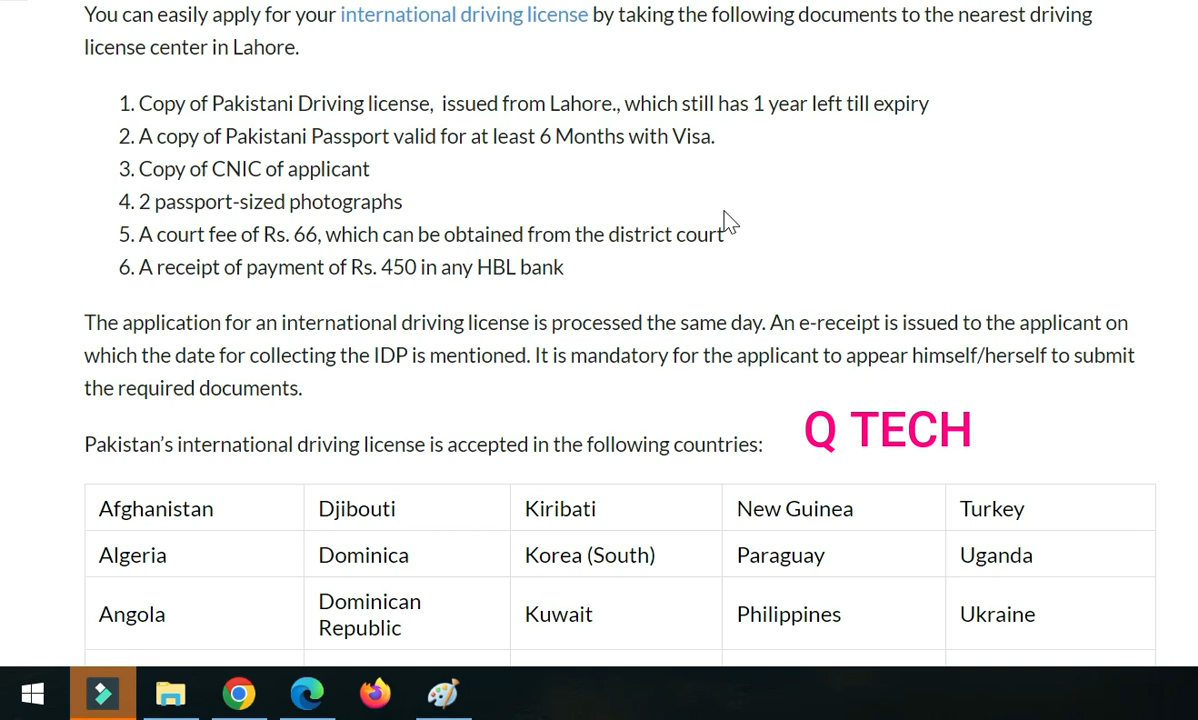 You can easily apply for your international driving license by taking the following documents to the nearest driving
license center in Lahore.
1. Copy of Pakistani Driving license,  issued from Lahore., which still has 1 year left till expiry
2. A copy of Pakistani Passport valid for at least 6 Months with Visa.
3. Copy of CNIC of applicant
4. 2 passport-sized photographs
5. A court fee of Rs. 66, which can be obtained from the district court
6. A receipt of payment of Rs. 450 in any HBL bank
The application for an international driving license is processed the same day. An e-receipt is issued to the applicant on
which the date for collecting the IDP is mentioned. It is mandatory for the applicant to appear himself/herself to submit
the required documents.
Q TECH
Pakistan’s international driving license is accepted in the following countries:
Afghanistan Djibouti Kiribati New Guinea Turkey
Algeria Dominica Korea (South) Paraguay Uganda
Angola Dominican Republic Kuwait Philippines Ukraine